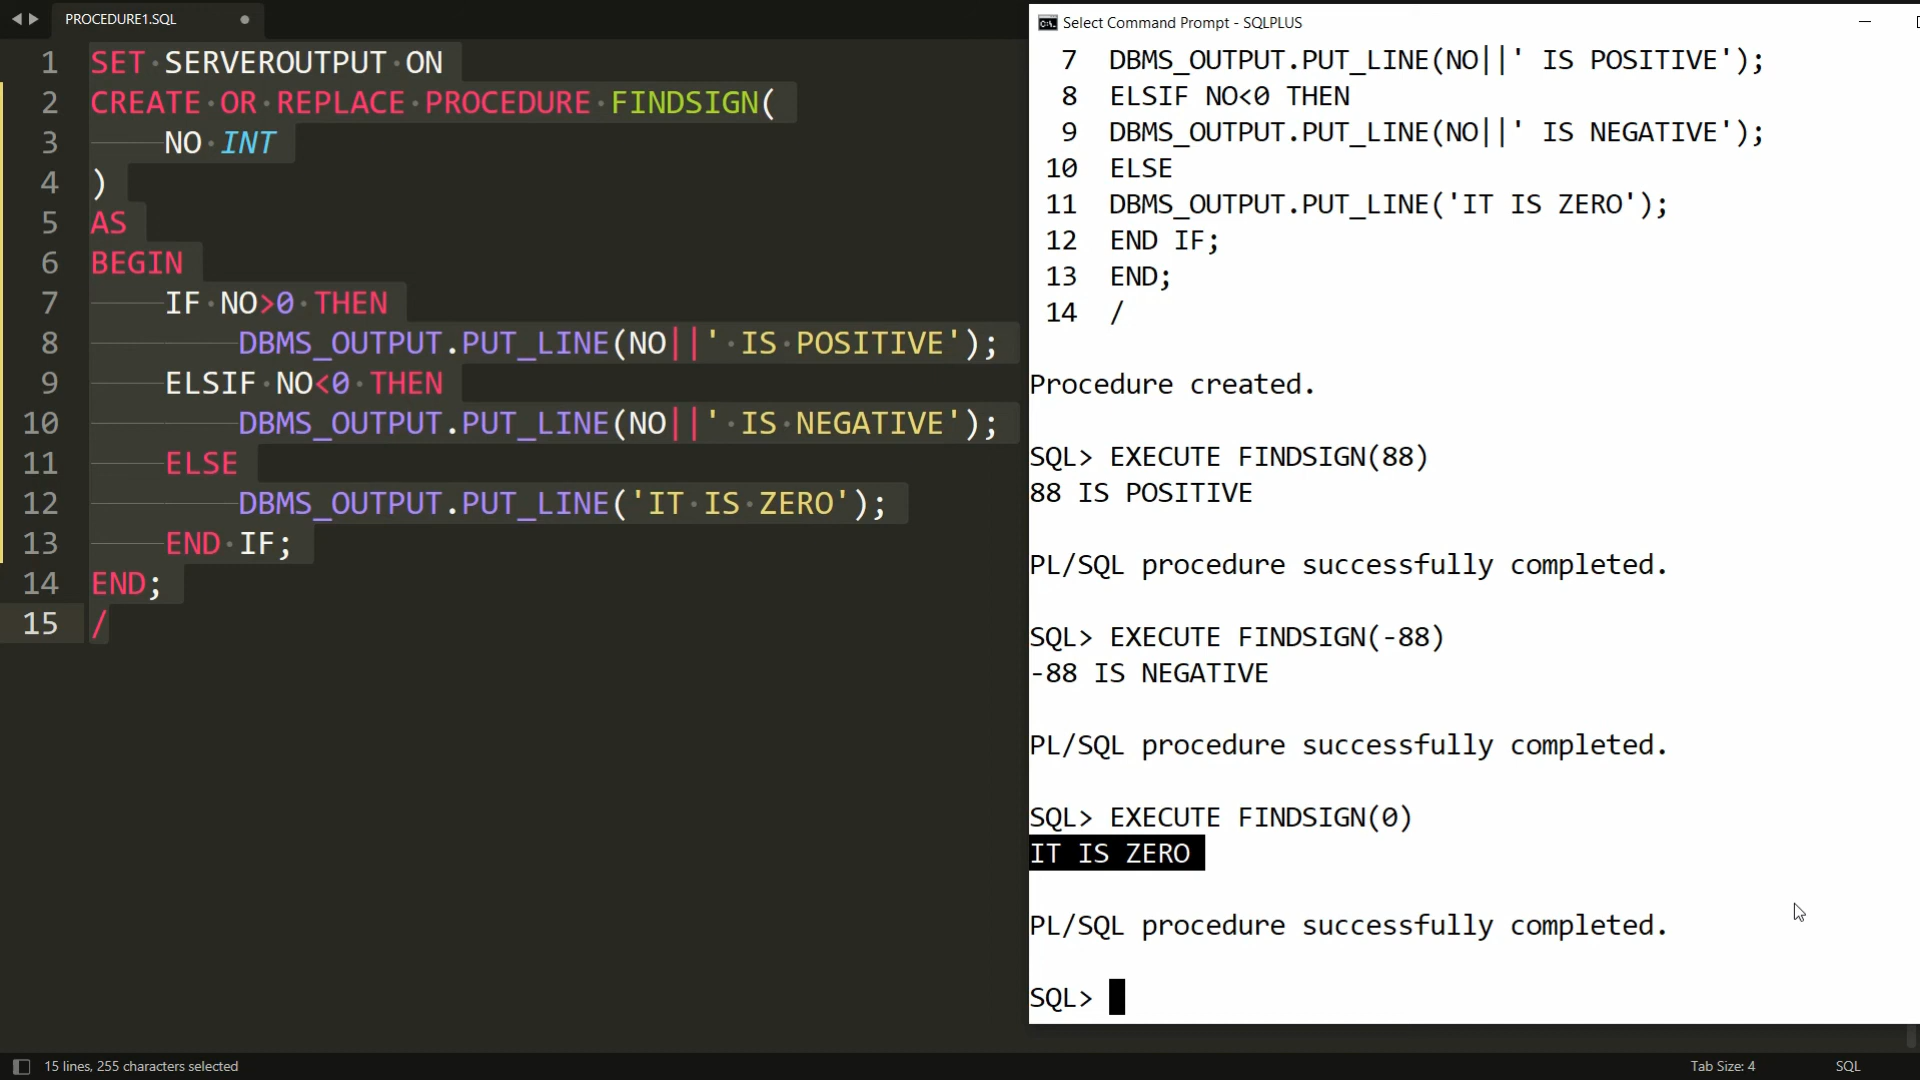 PROCEDURE1.SQL
1 SET SERVEROUTPUT ON
2 CREATE OR REPLACE PROCEDURE FINDSIGN(
3 NO INT
4 )
5 AS
6 BEGIN
7 IF NO>0 THEN
8 DBMS_OUTPUT.PUT_LINE(NO||' IS POSITIVE');
9 ELSIF NO<0 THEN
10 DBMS_OUTPUT.PUT_LINE(NO||' IS NEGATIVE');
11 ELSE
12 DBMS_OUTPUT.PUT_LINE('IT IS ZERO');
13 END IF;
14 END;
15 /
15 lines, 255 characters selected
Tab Size: 4
SQL
Select Command Prompt - SQLPLUS
7 DBMS_OUTPUT.PUT_LINE(NO||' IS POSITIVE');
8 ELSIF NO<0 THEN
9 DBMS_OUTPUT.PUT_LINE(NO||' IS NEGATIVE');
10 ELSE
11 DBMS_OUTPUT.PUT_LINE('IT IS ZERO');
12 END IF;
13 END;
14 /
Procedure created.
SQL> EXECUTE FINDSIGN(88)
88 IS POSITIVE
PL/SQL procedure successfully completed.
SQL> EXECUTE FINDSIGN(-88)
-88 IS NEGATIVE
PL/SQL procedure successfully completed.
SQL> EXECUTE FINDSIGN(0)
IT IS ZERO
PL/SQL procedure successfully completed.
SQL>